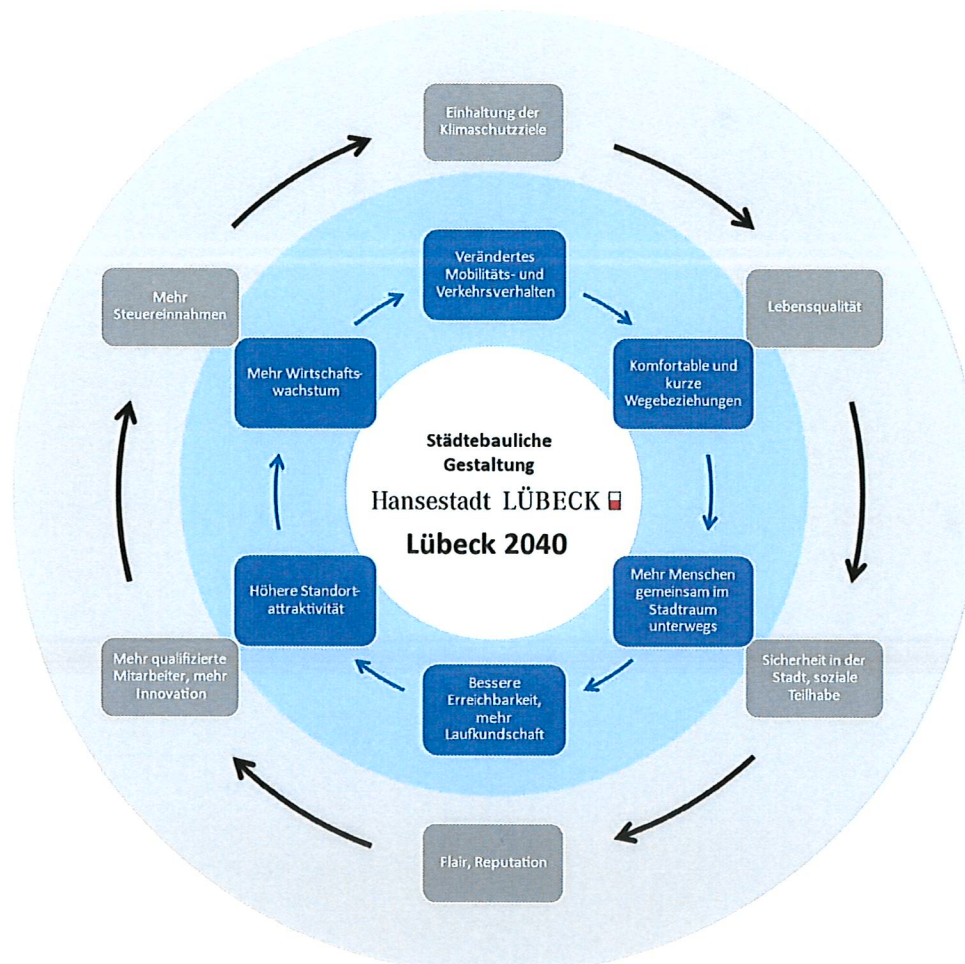 Einhaltung der
Klimaschutzziele
Verändertes
Mobilitäts- und
Verkehrsverhalten
Mehr
Steuereinnahmen
Lebensqualität
Mehr Wirtschafts-
wachstum
Komfortable und
kurze
Wegebeziehungen
Städtebauliche
Gestaltung
Hansestadt LÜBECK
Lübeck 2040
Höhere Standort-
attraktivität
Mehr Menschen
gemeinsam im
Stadtraum
unterwegs
Mehr qualifizierte
Mitarbeiter, mehr
Innovation
Sicherheit in der
Stadt, soziale
Teilhabe
Bessere
Erreichbarkeit,
mehr
Laufkundschaft
Flair, Reputation